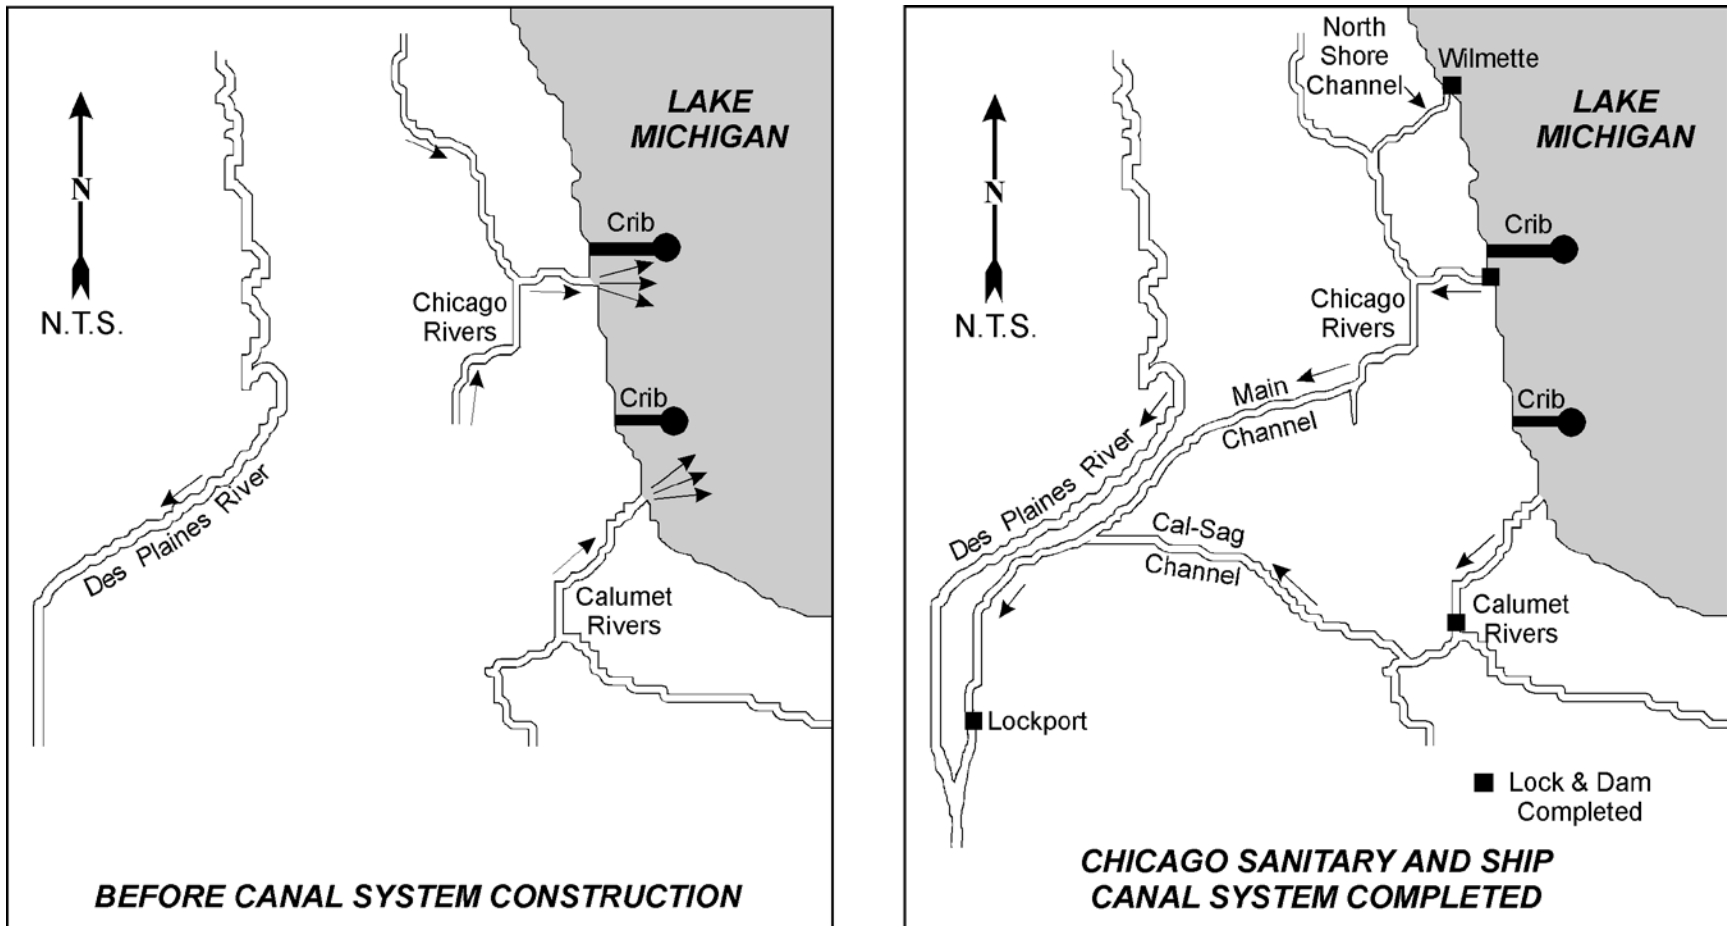 LAKE
MICHIGAN
N
Crib
Chicago
Rivers
N.T.S.
Crib
Des Plaines River
Calumet
Rivers
BEFORE CANAL SYSTEM CONSTRUCTION
North
Shore
Channel
Wilmette
LAKE
MICHIGAN
N
Crib
Chicago
Rivers
N.T.S.
Main
Channel
Crib
Des Plaines River
Cal-Sag
Channel
Calumet
Rivers
Lockport
Lock & Dam
Completed
CHICAGO SANITARY AND SHIP
CANAL SYSTEM COMPLETED